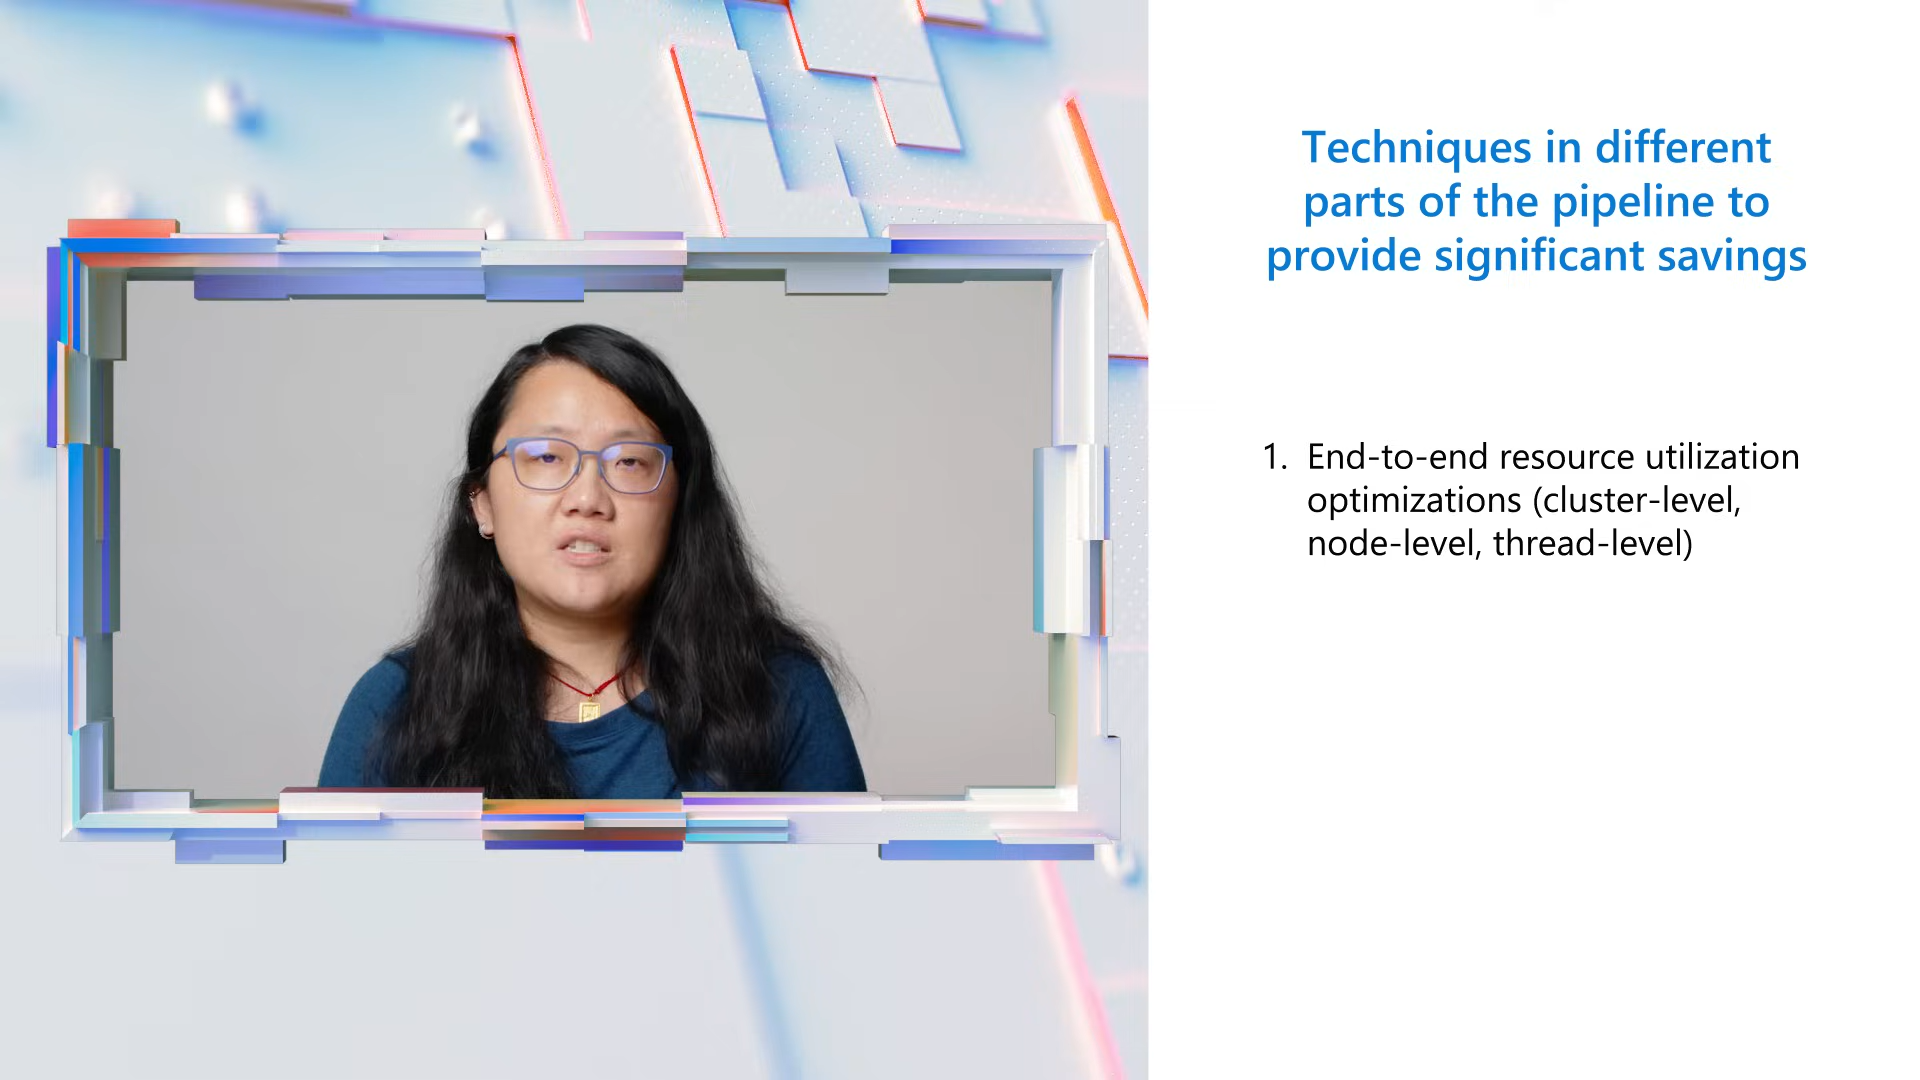 Techniques in different
parts of the pipeline to
provide significant savings
1. End-to-end resource utilization
optimizations (cluster-level,
node-level, thread-level)